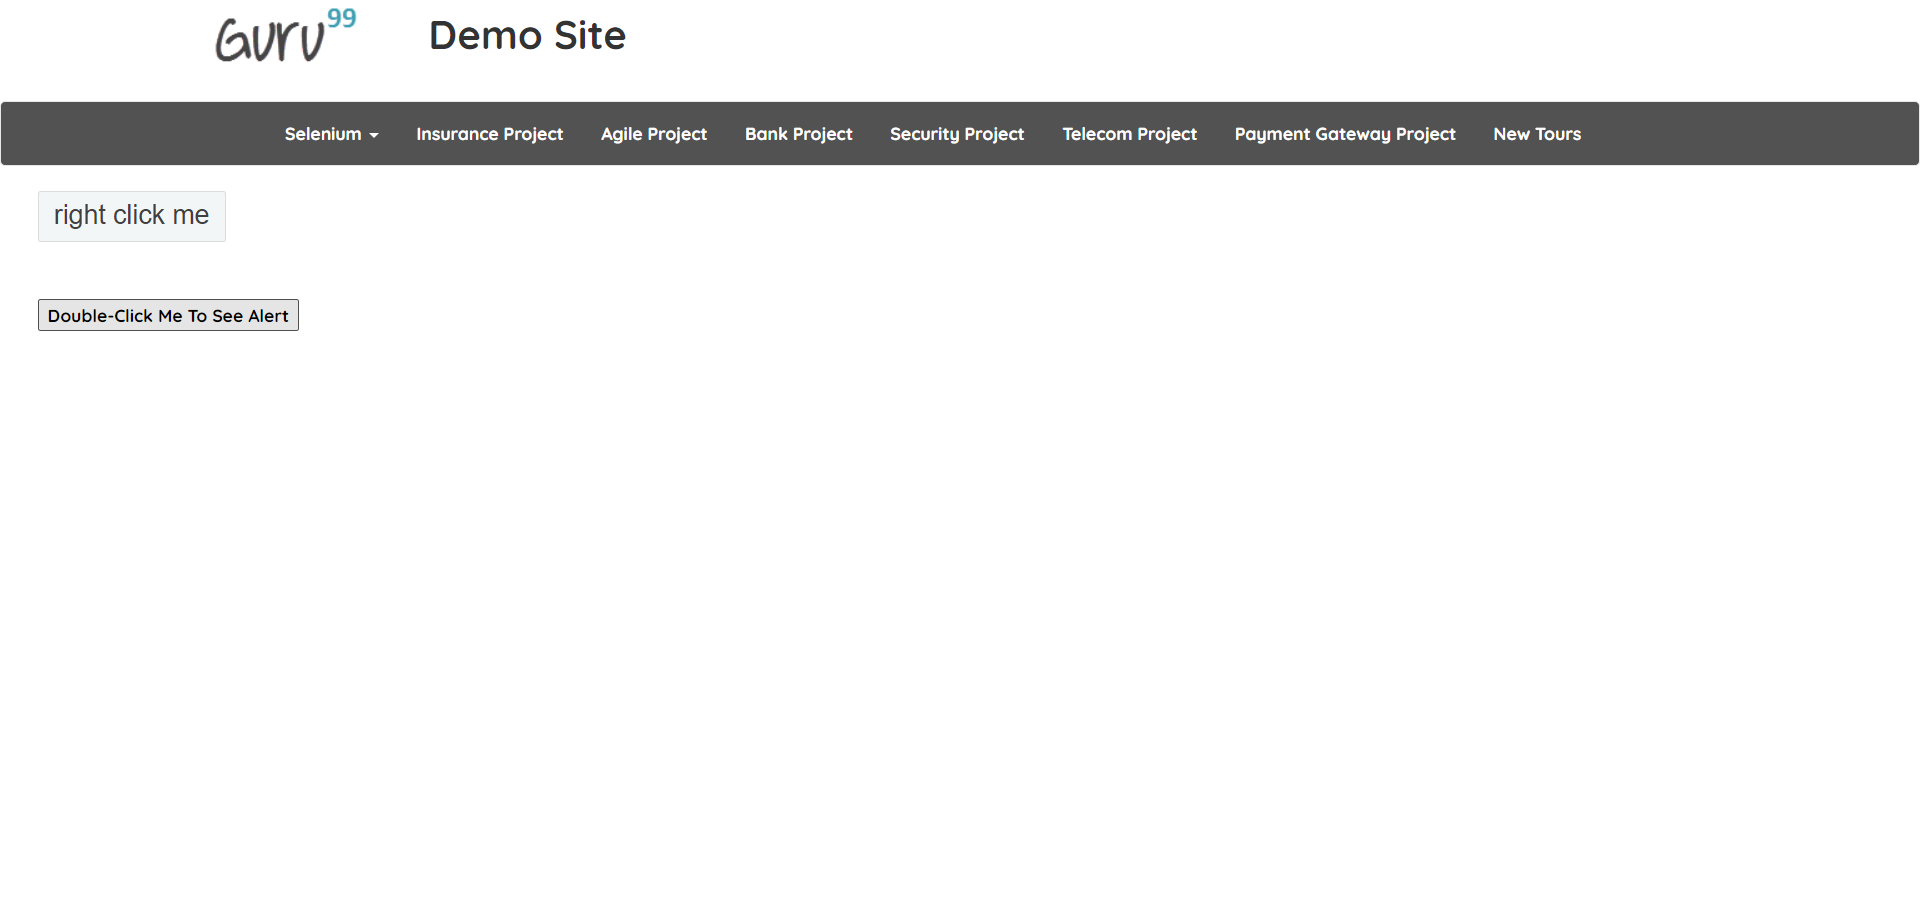 Guru99 Demo Site
Selenium Insurance Project Agile Project Bank Project Security Project Telecom Project Payment Gateway Project New Tours
right click me
Double-Click Me To See Alert